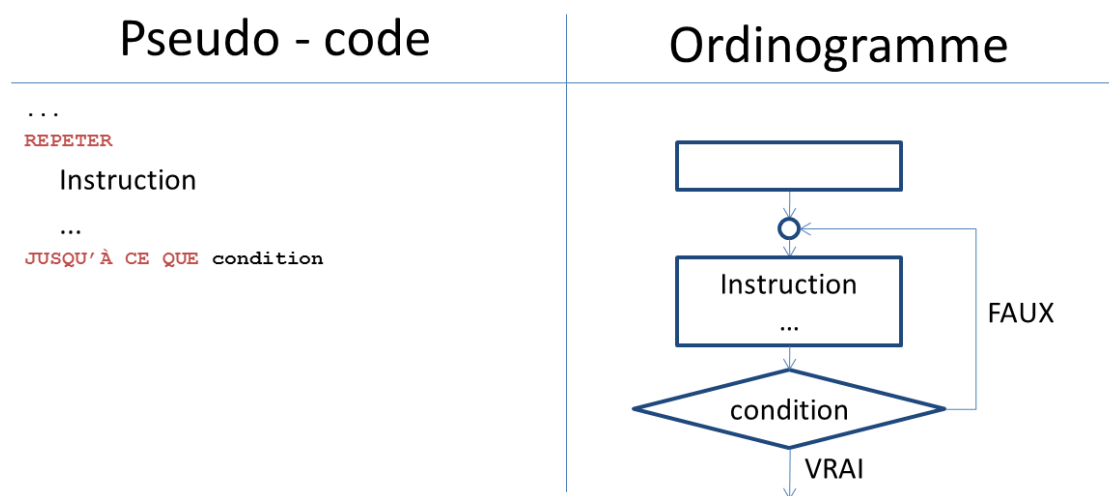 Pseudo - code
...
REPETER
Instruction
...
JUSQU’À CE QUE condition
Ordinogramme
Instruction
...
FAUX
condition
VRAI